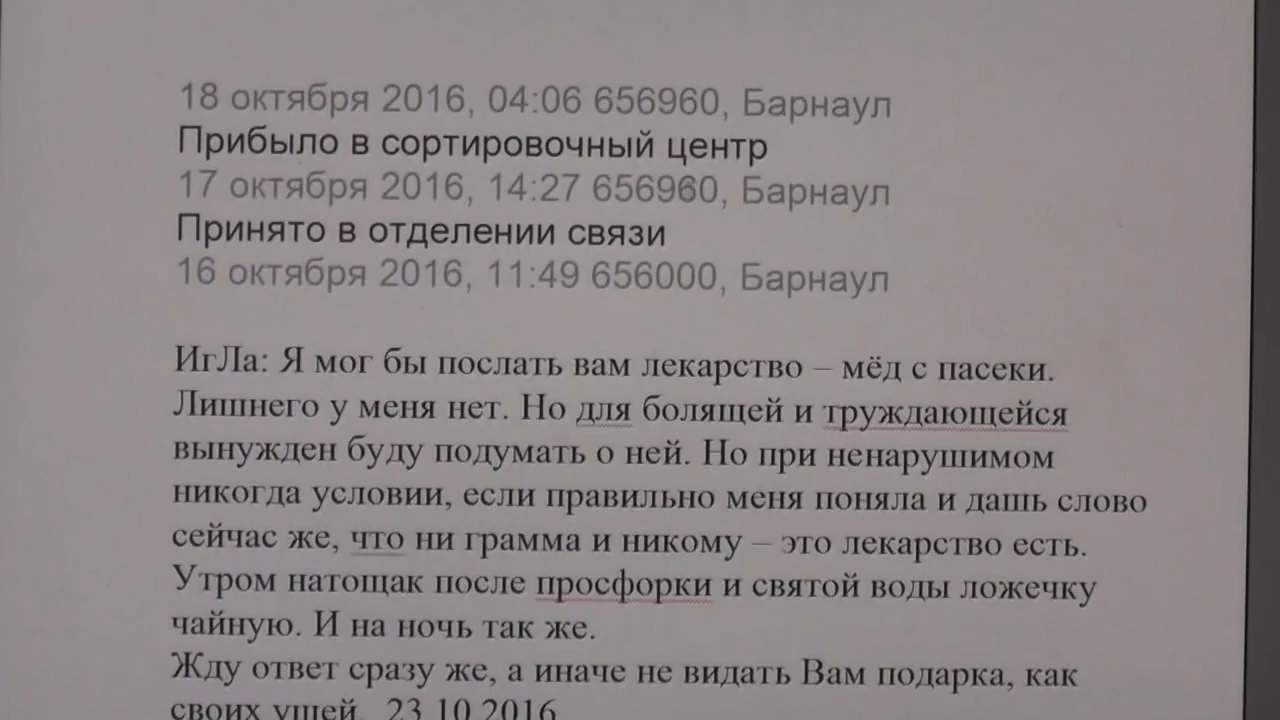 18 октября 2016, 04:06 656960, Барнаул
Прибыло в сортировочный центр
17 октября 2016, 14:27 656960, Барнаул
Принято в отделении связи
16 октября 2016, 11:49 656000, Барнаул
ИгЛа: Я мог бы послать вам лекарство – мёд с пасеки.
Лишнего у меня нет. Но для болящей и труждающейся
вынужден буду подумать о ней. Но при ненарушимом
никогда условии, если правильно меня поняла и дашь слово
сейчас же, что ни грамма и никому – это лекарство есть.
Утром натощак после просфорки и святой воды ложечку
чайную. И на ночь так же.
Жду ответ сразу же, а иначе не видать Вам подарка, как
своих ушей. 23.10.2016